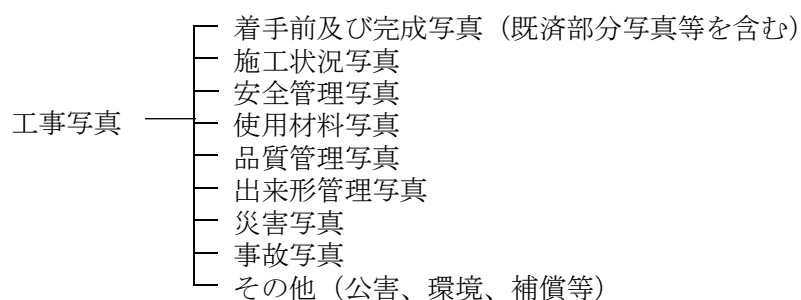 着手前及び完成写真（既済部分写真等を含む）
施工状況写真
安全管理写真
工事写真
使用材料写真
品質管理写真
出来形管理写真
災害写真
事故写真
その他（公害、環境、補償等）